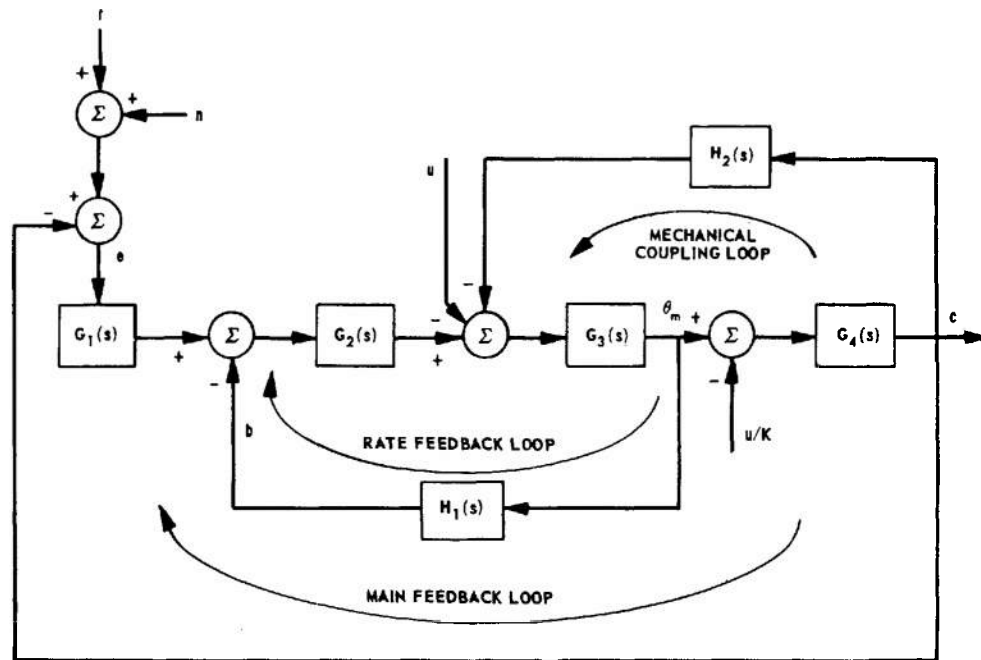 r
+
+
Σ
n
H₂(s)
u
+
-
Σ
-
MECHANICAL
COUPLING LOOP
e
-
θₘ
+
c
G₁(s)
Σ
G₂(s)
-
Σ
G₃(s)
Σ
G₄(s)
+
+
-
-
b
RATE FEEDBACK LOOP
u/K
H₁(s)
MAIN FEEDBACK LOOP